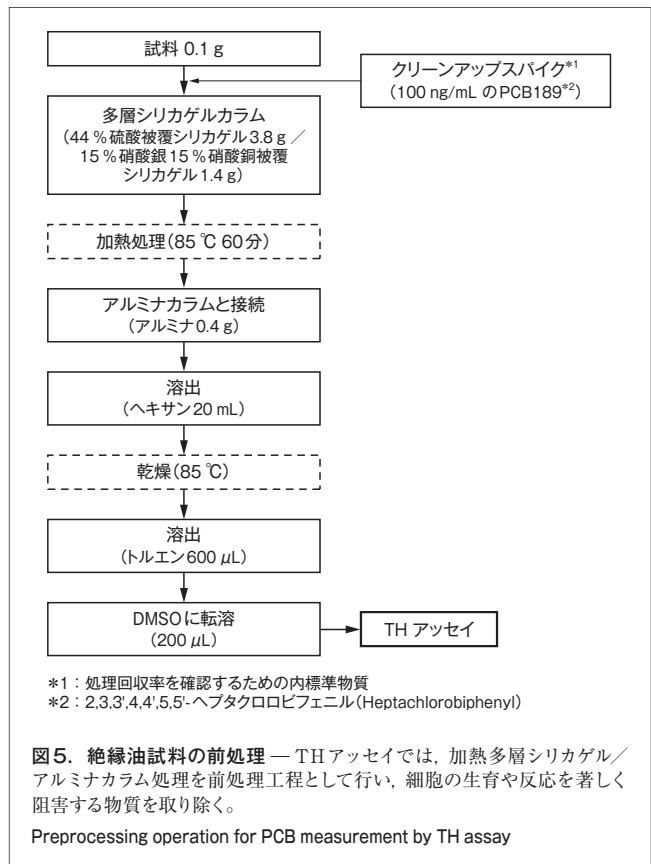 試料 0.1 g
クリーンアップスパイク*1
(100 ng/mL のPCB189*2)
多層シリカゲルカラム
(44 %硫酸被覆シリカゲル3.8 g ／
15 %硝酸銀15 %硝酸銅被覆
シリカゲル1.4 g)
加熱処理(85 ℃ 60分)
アルミナカラムと接続
(アルミナ0.4 g)
溶出
(ヘキサン20 mL)
乾燥(85 ℃)
溶出
(トルエン600 μL)
DMSOに転溶
(200 μL)
TH アッセイ
*1：処理回収率を確認するための内標準物質
*2：2,3,3',4,4',5,5'-ヘプタクロロビフェニル(Heptachlorobiphenyl)
図5．絶縁油試料の前処理 — THアッセイでは，加熱多層シリカゲル／
アルミナカラム処理を前処理工程として行い，細胞の生育や反応を著しく
阻害する物質を取り除く。
Preprocessing operation for PCB measurement by TH assay